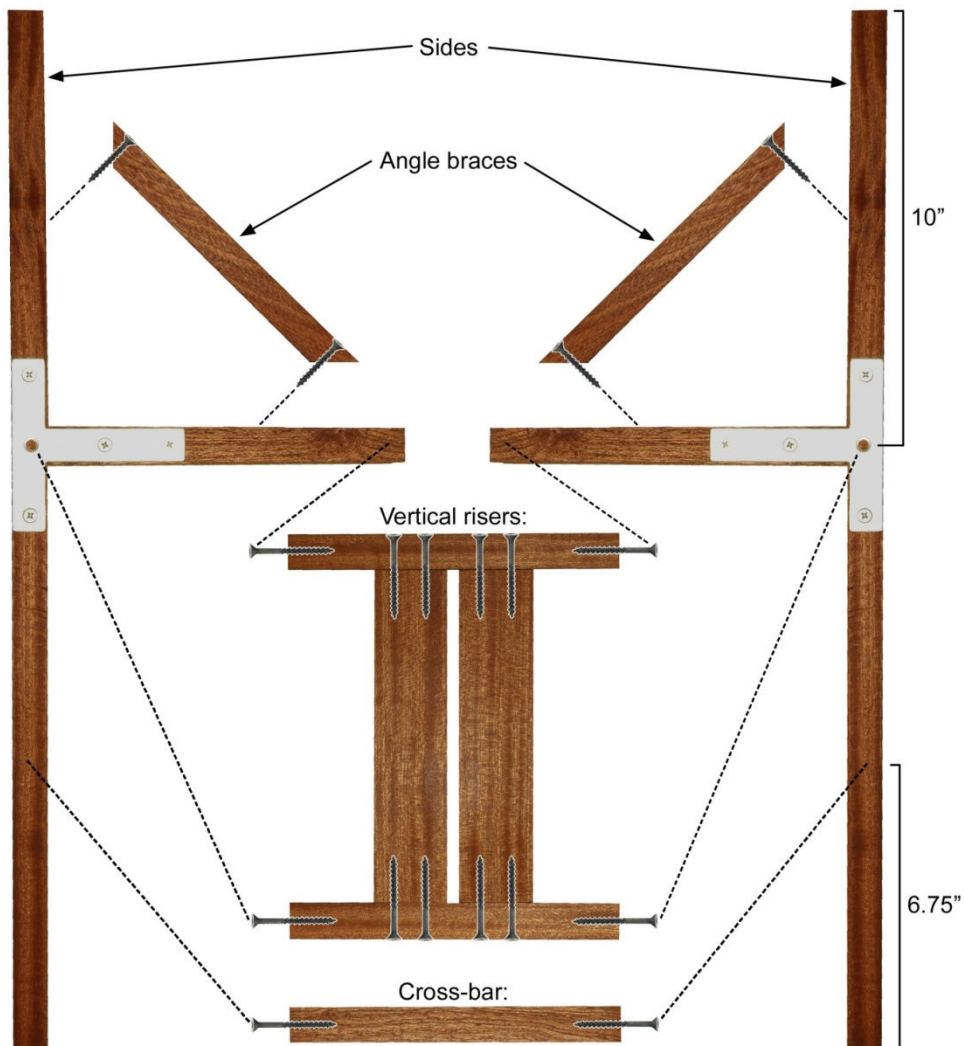 Sides
Angle braces
10”
Vertical risers:
6.75”
Cross-bar: